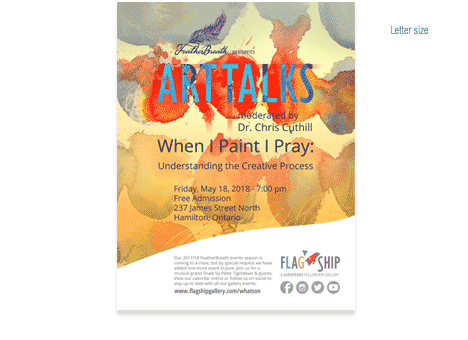 Letter size
FeatherBreath presents
ARTTALKS
moderated by
Dr. Chris Cuthill
When I Paint I Pray:
Understanding the Creative Process
Friday, May 18, 2018 - 7:00 pm
Free Admission
237 James Street North
Hamilton, Ontario
Our 2017/18 FeatherBreath events season is
coming to a close, but by special request we have
added one more event in June. Join us for a
musical grand finale by Peter Tigchelaar & guests.
View our calendar online or follow us on social to
stay up to date with all our gallery events.
www.flagshipgallery.com/whatson
FLAGSHIP
A SERAPHIMS FELLOWSHIP GALLERY